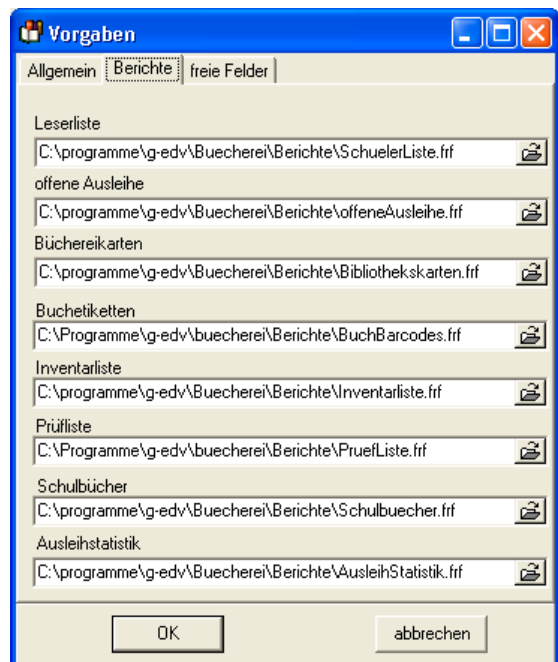 Vorgaben
Allgemein Berichte freie Felder
Leserliste
C:\programme\g-edv\Buecherei\Berichte\SchuelerListe.frf
offene Ausleihe
C:\programme\g-edv\Buecherei\Berichte\offeneAusleihe.frf
Büchereikarten
C:\programme\g-edv\Buecherei\Berichte\Bibliothekskarten.frf
Buchetiketten
C:\Programme\g-edv\buecherei\Berichte\BuchBarcodes.frf
Inventarliste
C:\programme\g-edv\Buecherei\Berichte\Inventarliste.frf
Prüfliste
C:\Programme\g-edv\buecherei\Berichte\PruefListe.frf
Schulbücher
C:\programme\g-edv\Buecherei\Berichte\Schulbuecher.frf
Ausleihstatistik
C:\programme\g-edv\Buecherei\Berichte\AusleihStatistik.frf
OK abbrechen